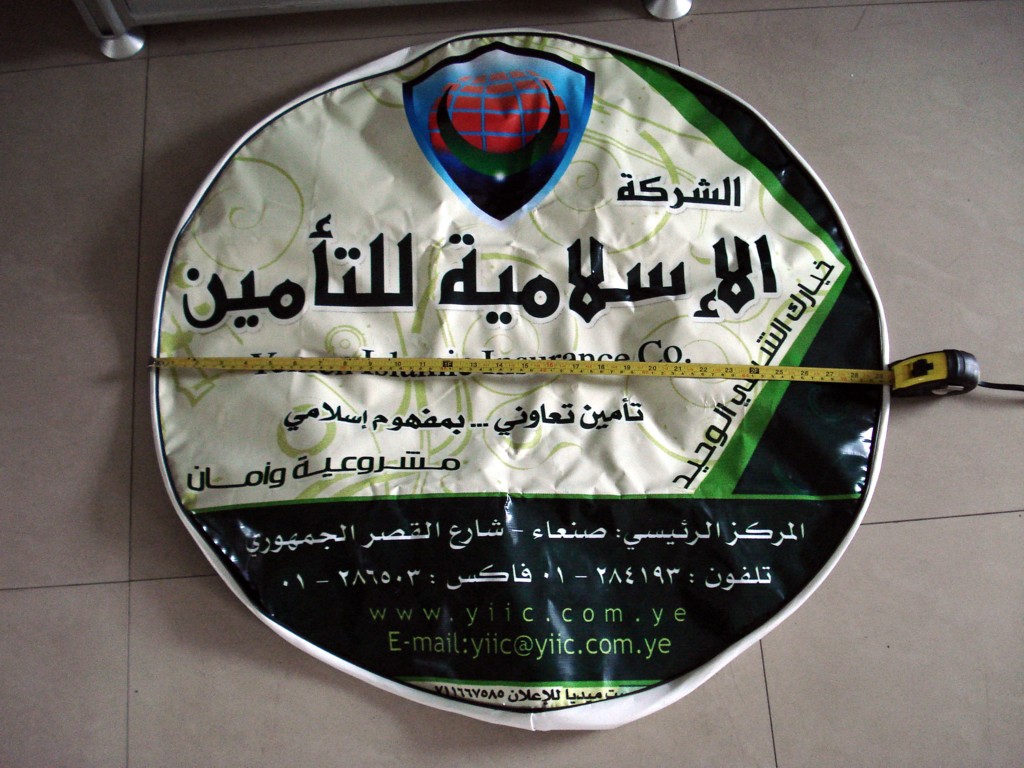 الشركة
الإسلامية للتأمين
Insurance Co.
خيارك الوحيد
تأمين تعاوني ... بمفهوم إسلامي
مشروعية وأمان
المركز الرئيسي: صنعاء - شارع القصر الجمهوري
تلفون : ٢٨٤١٩٣ - ٠١ فاكس : ٢٨٦٥٠٣ - ٠١
www.yiic.com.ye
E-mail:yiic@yiic.com.ye
ميديا للإعلان ٧١١٦٦٧٥٨٥